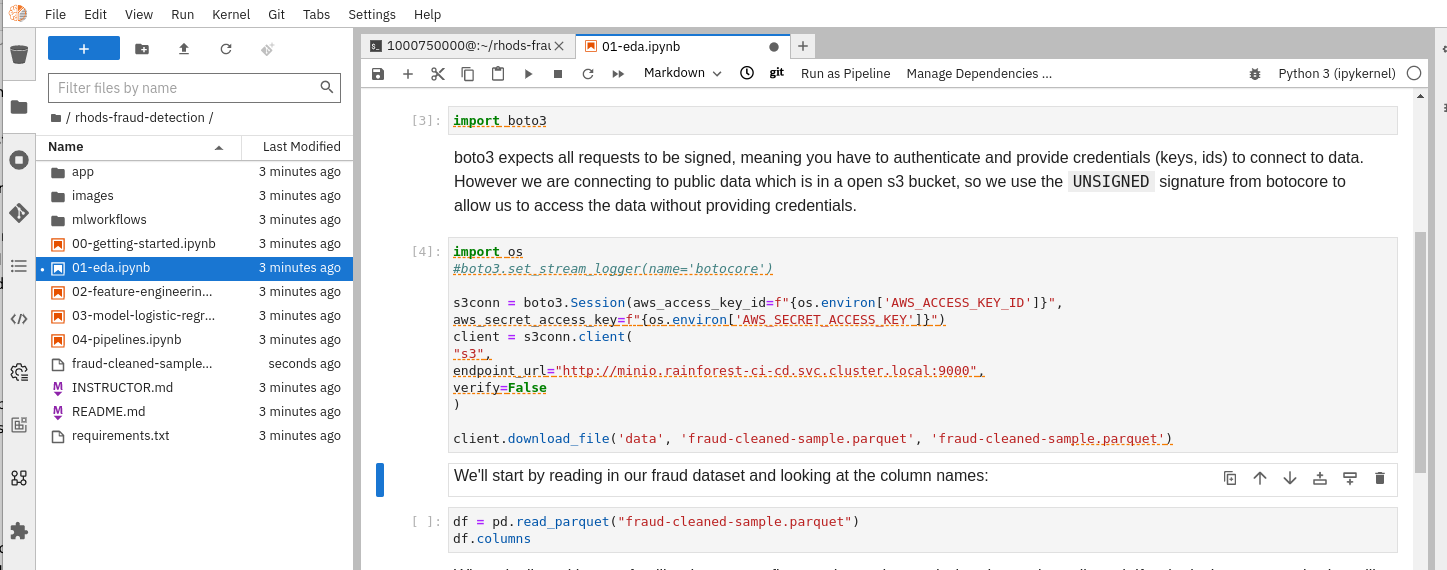 File Edit View Run Kernel Git Tabs Settings Help
+
Filter files by name
/ rhods-fraud-detection /
Name Last Modified
app 3 minutes ago
images 3 minutes ago
mlworkflows 3 minutes ago
00-getting-started.ipynb 3 minutes ago
01-eda.ipynb 3 minutes ago
02-feature-engineerin... 3 minutes ago
03-model-logistic-regr... 3 minutes ago
04-pipelines.ipynb 3 minutes ago
fraud-cleaned-sample... seconds ago
INSTRUCTOR.md 3 minutes ago
README.md 3 minutes ago
requirements.txt 3 minutes ago
1000750000@:~/rhods-frau 01-eda.ipynb
Markdown git Run as Pipeline Manage Dependencies ... Python 3 (ipykernel)
[3]: import boto3
boto3 expects all requests to be signed, meaning you have to authenticate and provide credentials (keys, ids) to connect to data.
However we are connecting to public data which is in a open s3 bucket, so we use the UNSIGNED signature from botocore to
allow us to access the data without providing credentials.
[4]: import os
#boto3.set_stream_logger(name='botocore')
s3conn = boto3.Session(aws_access_key_id=f"{os.environ['AWS_ACCESS_KEY_ID']}",
aws_secret_access_key=f"{os.environ['AWS_SECRET_ACCESS_KEY']}")
client = s3conn.client(
"s3",
endpoint_url="http://minio.rainforest-ci-cd.svc.cluster.local:9000",
verify=False
)
client.download_file('data', 'fraud-cleaned-sample.parquet', 'fraud-cleaned-sample.parquet')
We'll start by reading in our fraud dataset and looking at the column names:
[ ]: df = pd.read_parquet("fraud-cleaned-sample.parquet")
df.columns